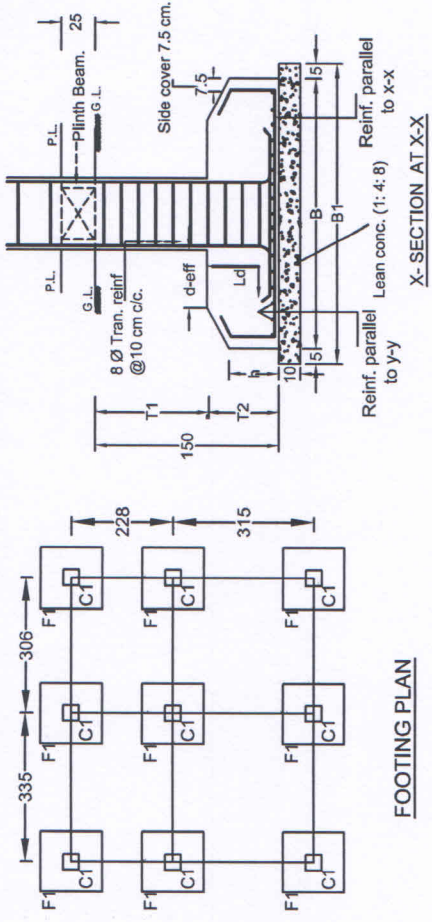 F1
F1
F1
C1
C1
C1
F1
F1
F1
C1
C1
C1
F1
F1
F1
C1
C1
C1
335
306
228
315
FOOTING PLAN
P.L.
P.L.
Plinth Beam.
G.L.
G.L.
25
8 Ø Tran. reinf
@10 cm c/c.
d-eff
Ld
Side cover 7.5 cm.
7.5
T1
T2
150
10
5
B
5
B1
Reinf. parallel
to y-y
Lean conc. (1: 4: 8)
Reinf. parallel
to x-x
X- SECTION AT X-X